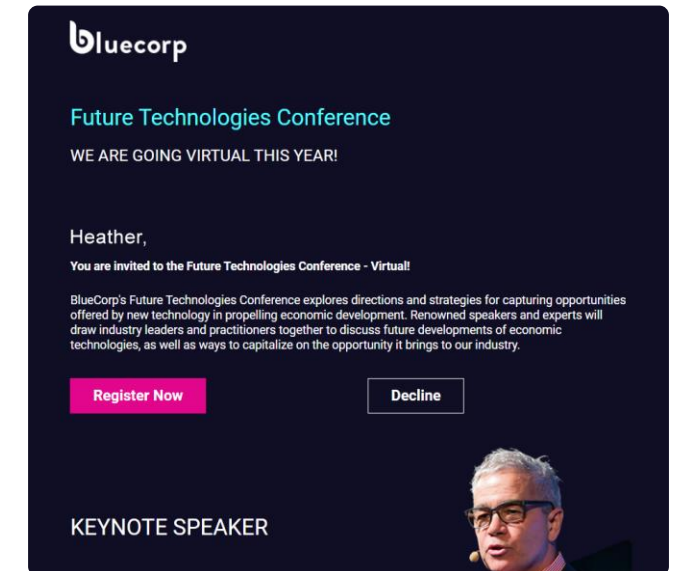 bluecorp
Future Technologies Conference
WE ARE GOING VIRTUAL THIS YEAR!
Heather,
You are invited to the Future Technologies Conference - Virtual!
BlueCorp's Future Technologies Conference explores directions and strategies for capturing opportunities
offered by new technology in propelling economic development. Renowned speakers and experts will
draw industry leaders and practitioners together to discuss future developments of economic
technologies, as well as ways to capitalize on the opportunity it brings to our industry.
Register Now
Decline
KEYNOTE SPEAKER